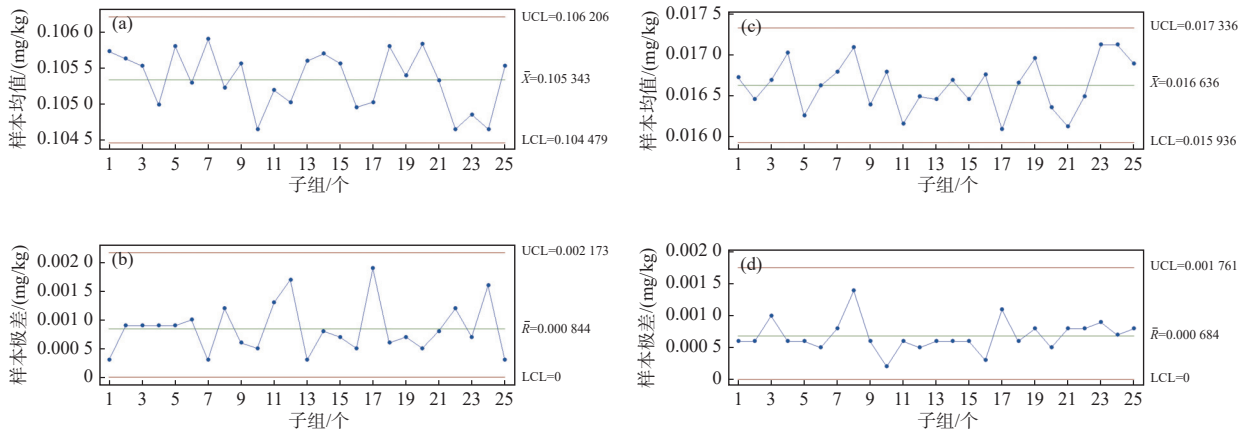 (a)
样本均值/(mg/kg)
0.106 0
0.105 5
0.105 0
0.104 5
UCL=0.106 206
X̄=0.105 343
LCL=0.104 479
1 3 5 7 9 11 13 15 17 19 21 23 25
子组/个
(c)
样本均值/(mg/kg)
0.017 5
0.017 0
0.016 5
0.016 0
UCL=0.017 336
X̄=0.016 636
LCL=0.015 936
1 3 5 7 9 11 13 15 17 19 21 23 25
子组/个
(b)
样本极差/(mg/kg)
0.002 0
0.001 5
0.001 0
0.000 5
0
UCL=0.002 173
R̄=0.000 844
LCL=0
1 3 5 7 9 11 13 15 17 19 21 23 25
子组/个
(d)
样本极差/(mg/kg)
0.002 0
0.001 5
0.001 0
0.000 5
0
UCL=0.001 761
R̄=0.000 684
LCL=0
1 3 5 7 9 11 13 15 17 19 21 23 25
子组/个